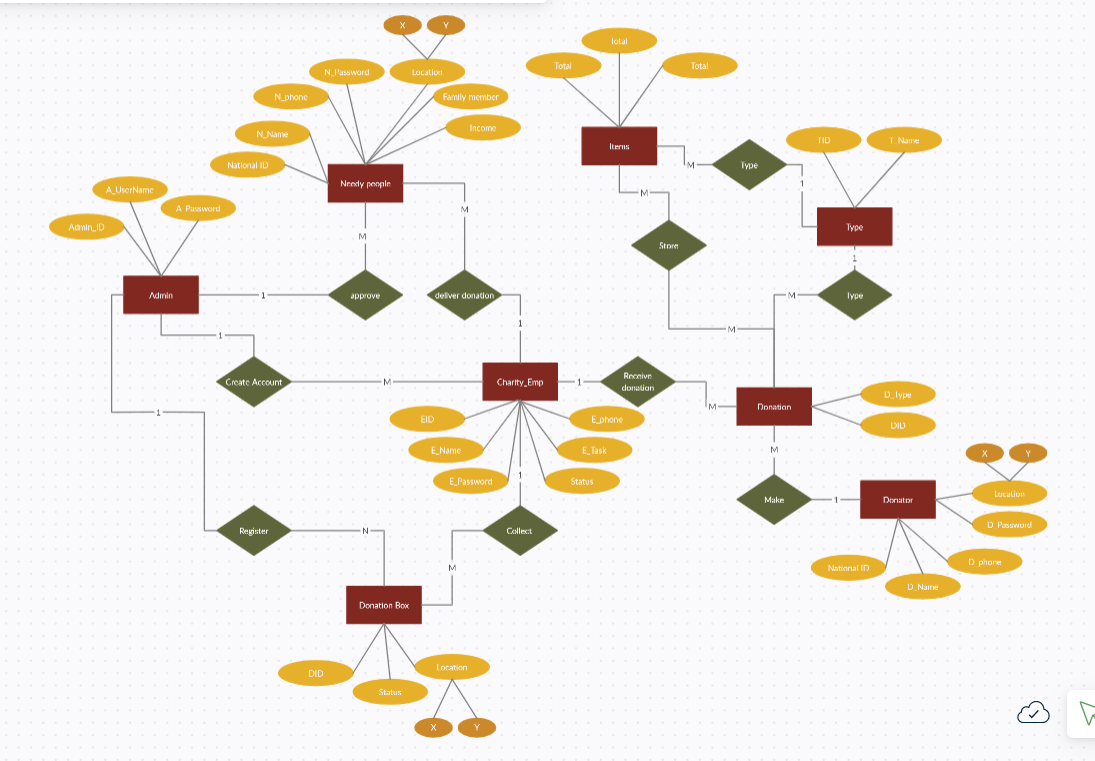 X
Y
Total
N_Password
Location
Total
Total
N_phone
Family member
N_Name
Income
TID
T_Name
Items
National ID
M
Type
Needy people
1
A_UserName
M
A_Password
M
Admin_ID
Type
M
Store
1
Admin
1
approve
deliver donation
M
Type
1
1
M
Create Account
M
Charity_Emp
1
Receive
donation
M
Donation
D_Type
1
EID
E_phone
DID
E_Name
E_Task
M
X
Y
E_Password
1
Status
Location
Make
1
Donator
D_Password
Register
N
Collect
D_phone
National ID
M
D_Name
Donation Box
Location
DID
Status
X
Y